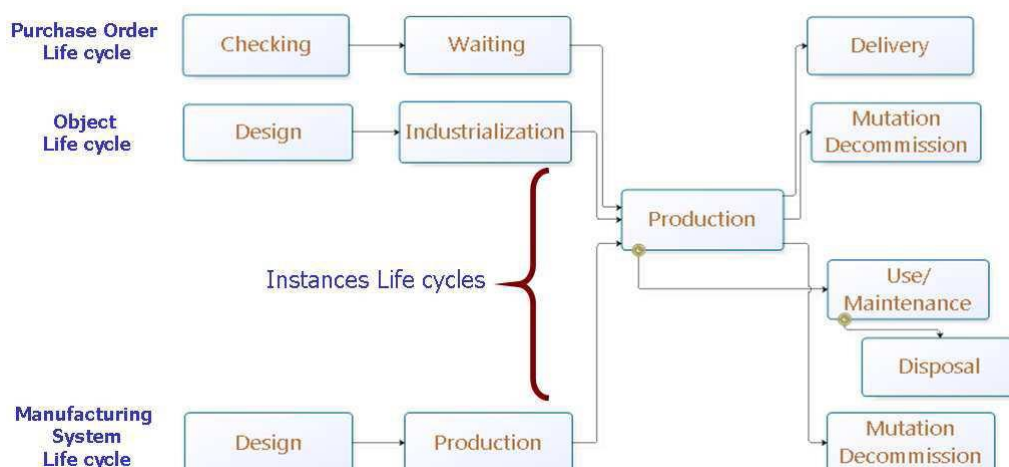 Purchase Order
Life cycle
Checking
Waiting
Delivery
Object
Life cycle
Design
Industrialization
Mutation
Decommission
Production
Instances Life cycles
Use/
Maintenance
Disposal
Manufacturing
System
Life cycle
Design
Production
Mutation
Decommission